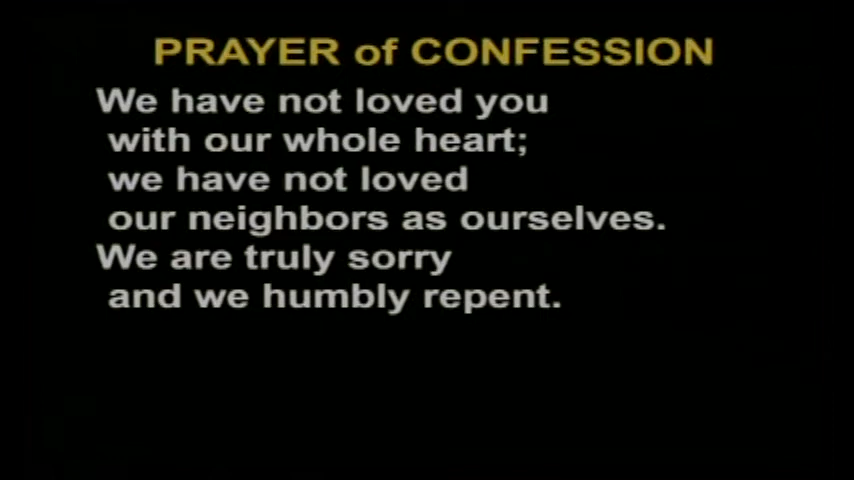 PRAYER of CONFESSION
We have not loved you
with our whole heart;
we have not loved
our neighbors as ourselves.
We are truly sorry
and we humbly repent.